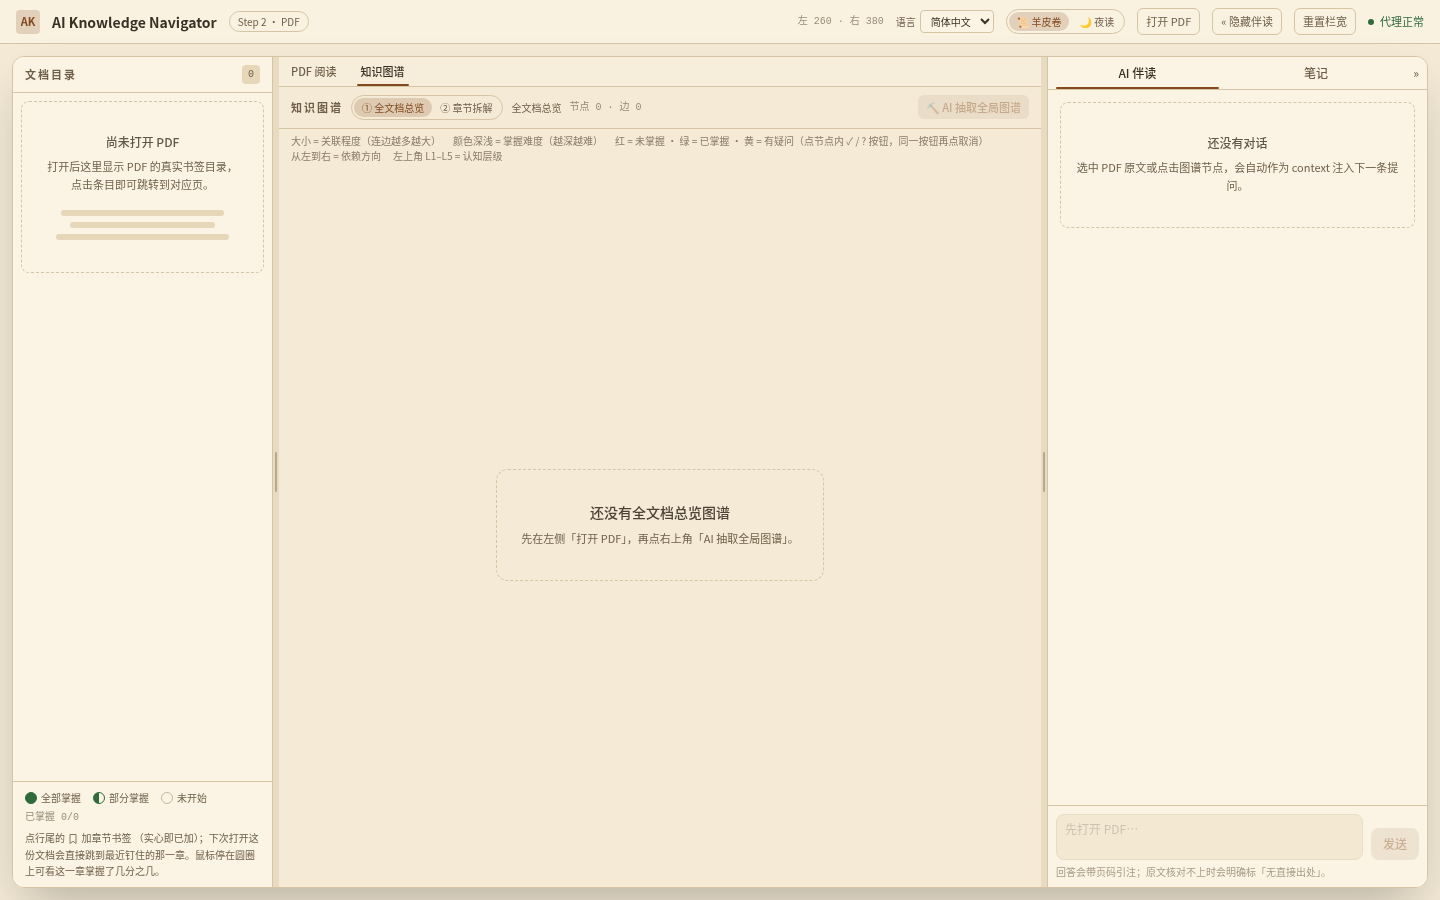 AK AI Knowledge Navigator Step 2 · PDF 左 260 · 右 380 语言 简体中文 📜 羊皮卷 🌙 夜读 打开 PDF « 隐藏伴读 重置栏宽 代理正常
文档目录 0
尚未打开 PDF
打开后这里显示 PDF 的真实书签目录，
点击条目即可跳转到对应页。
全部掌握 部分掌握 未开始
已掌握 0/0
点行尾的 加章节书签 （实心即已加）；下次打开这
份文档会直接跳到最近钉住的那一章。鼠标停在圆圈
上可看这一章掌握了几分之几。
PDF 阅读 知识图谱
知识图谱 ① 全文档总览 ② 章节拆解 全文档总览 节点 0 · 边 0 🔨 AI 抽取全局图谱
大小 = 关联程度（连边越多越大） 颜色深浅 = 掌握难度（越深越难） 红 = 未掌握 · 绿 = 已掌握 · 黄 = 有疑问（点节点内 ✓ / ? 按钮，同一按钮再点取消）
从左到右 = 依赖方向 左上角 L1–L5 = 认知层级
还没有全文档总览图谱
先在左侧「打开 PDF」，再点右上角「AI 抽取全局图谱」。
AI 伴读 笔记 »
还没有对话
选中 PDF 原文或点击图谱节点，会自动作为 context 注入下一条提
问。
先打开 PDF…
发送
回答会带页码引注；原文核对不上时会明确标「无直接出处」。